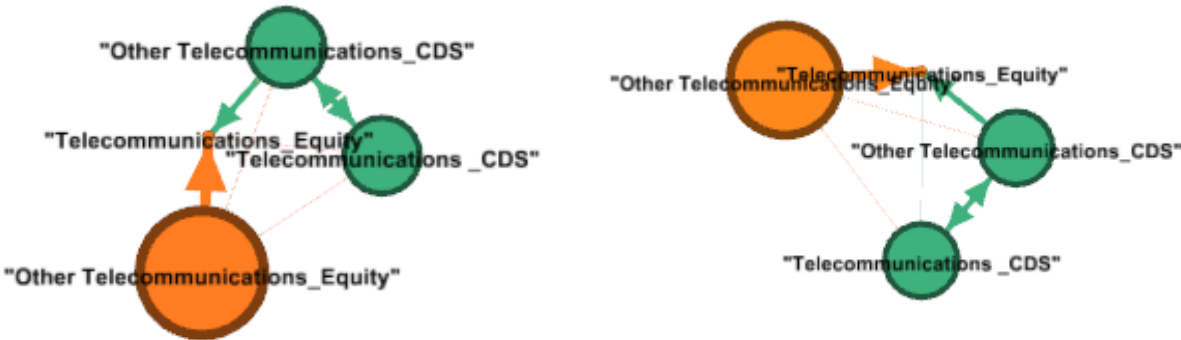 "Other Telecommunications_CDS"
"Telecommunications_Equity"
"Telecommunications _CDS"
"Other Telecommunications_Equity"
"Telecommunications_Equity"
"Other Telecommunications_Equity"
"Other Telecommunications_CDS"
"Telecommunications _CDS"